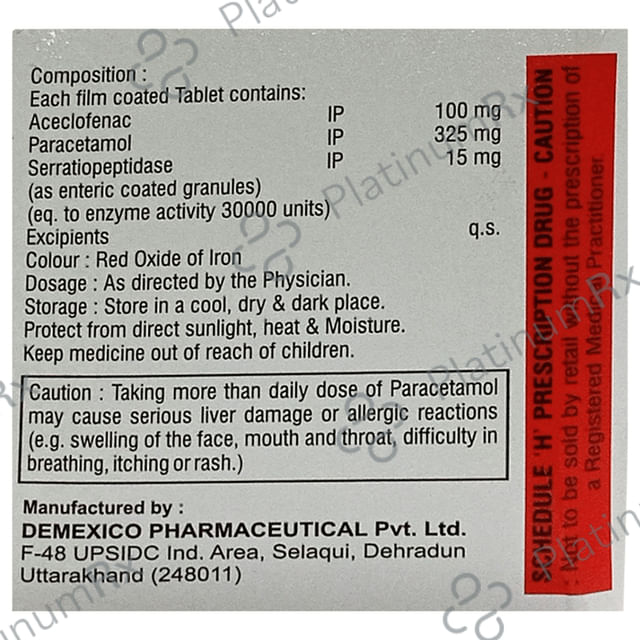 Composition :
Each film coated Tablet contains:
Aceclofenac IP 100 mg
Paracetamol IP 325 mg
Serratiopeptidase IP 15 mg
(as enteric coated granules)
(eq. to enzyme activity 30000 units)
Excipients q.s.
Colour : Red Oxide of Iron
Dosage : As directed by the Physician.
Storage : Store in a cool, dry & dark place.
Protect from direct sunlight, heat & Moisture.
Keep medicine out of reach of children.
Caution : Taking more than daily dose of Paracetamol
may cause serious liver damage or allergic reactions
(e.g. swelling of the face, mouth and throat, difficulty in
breathing, itching or rash.)
Manufactured by :
DEMEXICO PHARMACEUTICAL Pvt. Ltd.
F-48 UPSIDC Ind. Area, Selaqui, Dehradun
Uttarakhand (248011)
SCHEDULE 'H' PRESCRIPTION DRUG - CAUTION
: Not to be sold by retail without the prescription of
a Registered Medical Practitioner.
PlatinumRx
PlatinumRx
PlatinumRx